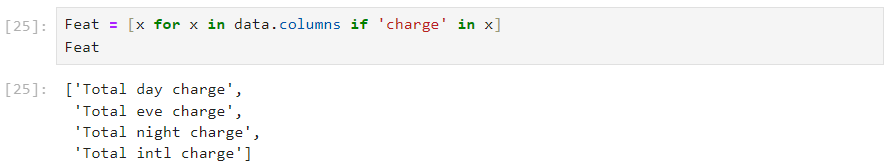 [25]: Feat = [x for x in data.columns if 'charge' in x]
Feat
[25]: ['Total day charge',
'Total eve charge',
'Total night charge',
'Total intl charge']